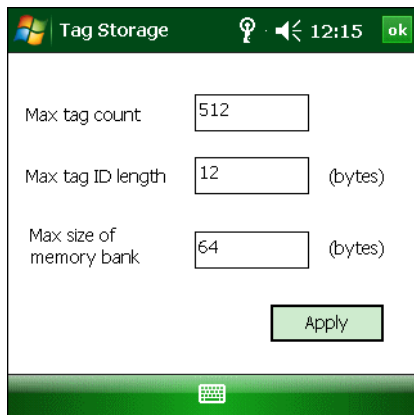 Tag Storage 12:15 ok
Max tag count 512
Max tag ID length 12 (bytes)
Max size of
memory bank 64 (bytes)
Apply